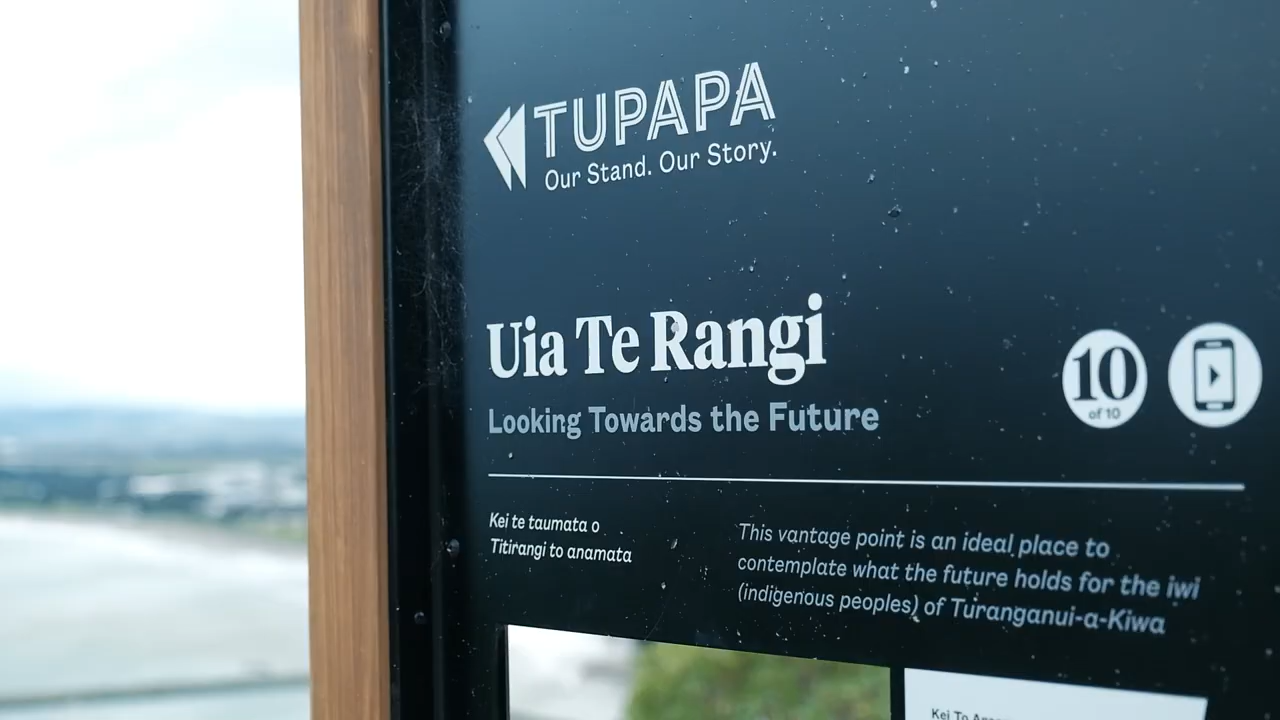 TUPAPA
Our Stand. Our Story.
Uia Te Rangi
Looking Towards the Future
10
of 10
Kei te taumata o
Titirangi to anamata
This vantage point is an ideal place to
contemplate what the future holds for the iwi
(indigenous peoples) of Turanganui-a-Kiwa
Kei To